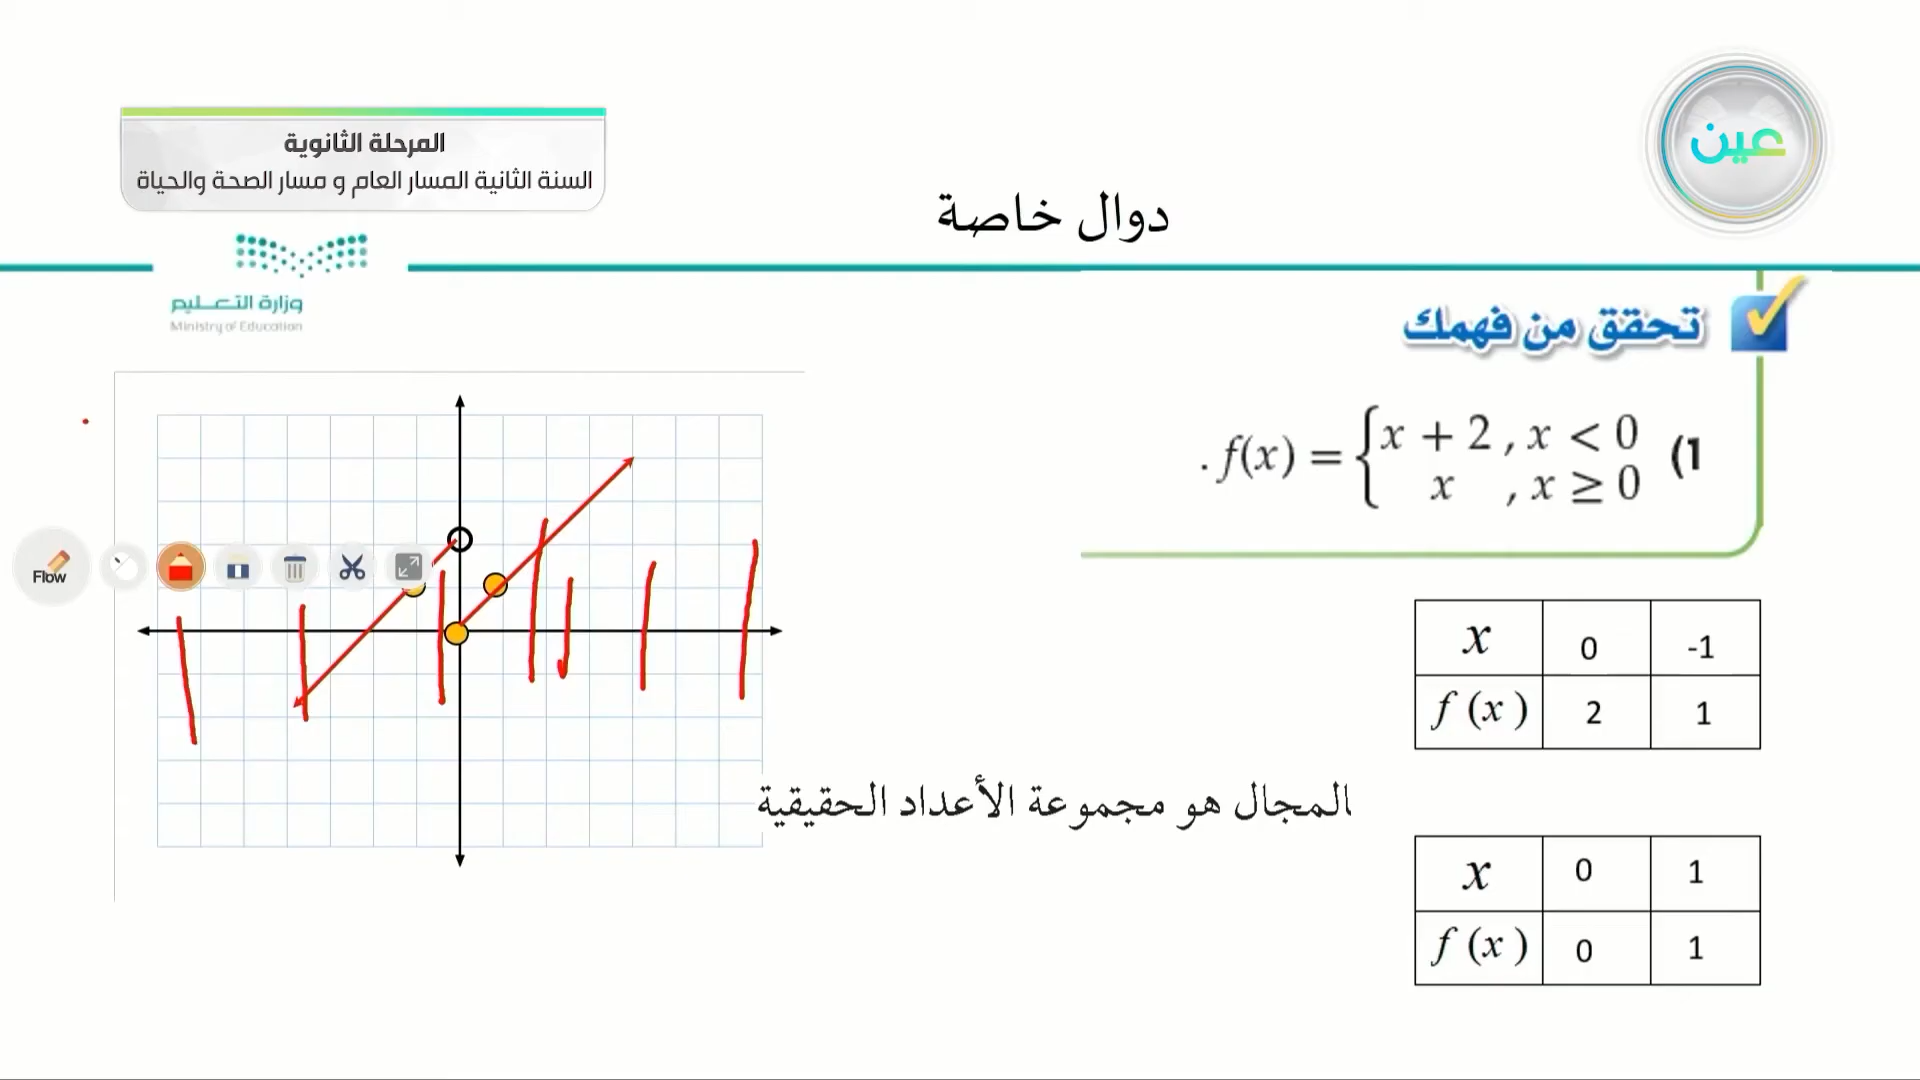 المرحلة الثانوية
السنة الثانية المسار العام و مسار الصحة والحياة
عين
دوال خاصة
وزارة التعـــليم
Ministry of Education
تحقق من فهمك
(1 f(x) = { x + 2 , x < 0
x , x ≥ 0 .
Flow
x 0 -1
f (x) 2 1
المجال هو مجموعة الأعداد الحقيقية
x 0 1
f (x) 0 1